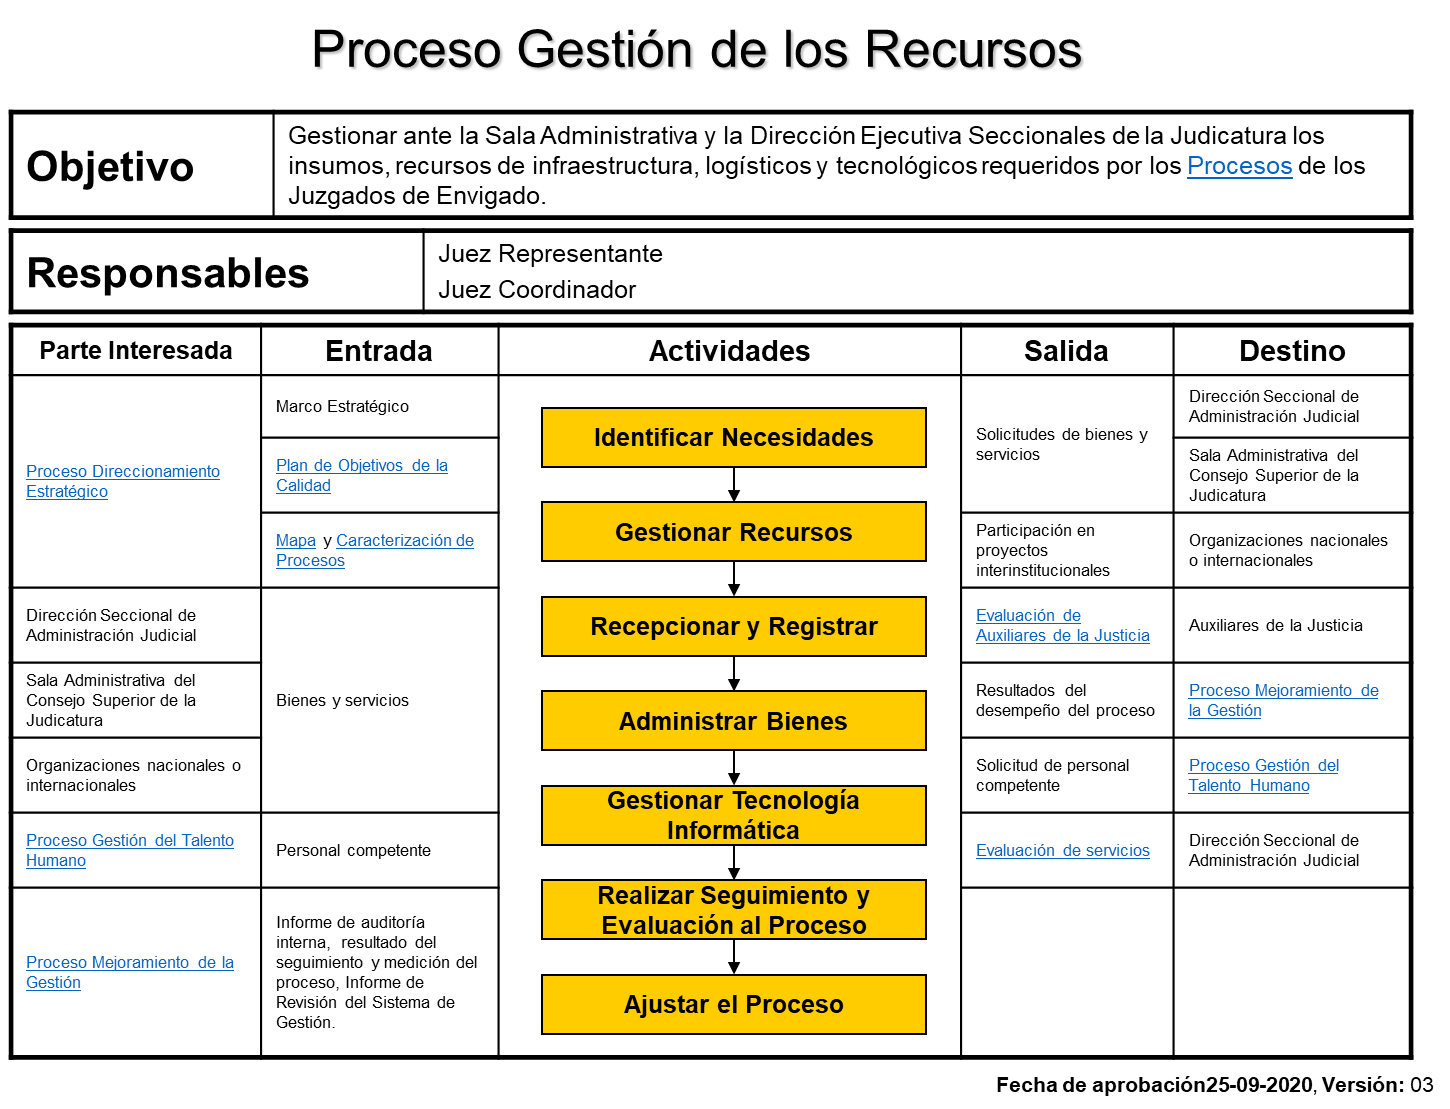 Proceso Gestión de los Recursos
Objetivo
Gestionar ante la Sala Administrativa y la Dirección Ejecutiva Seccionales de la Judicatura los
insumos, recursos de infraestructura, logísticos y tecnológicos requeridos por los Procesos de los
Juzgados de Envigado.
Responsables
Juez Representante
Juez Coordinador
Parte Interesada
Entrada
Actividades
Salida
Destino
Proceso Direccionamiento
Estratégico
Marco Estratégico
Plan de Objetivos de la
Calidad
Mapa y Caracterización de
Procesos
Dirección Seccional de
Administración Judicial
Sala Administrativa del
Consejo Superior de la
Judicatura
Organizaciones nacionales o
internacionales
Bienes y servicios
Proceso Gestión del Talento
Humano
Personal competente
Proceso Mejoramiento de la
Gestión
Informe de auditoría
interna, resultado del
seguimiento y medición del
proceso, Informe de
Revisión del Sistema de
Gestión.
Identificar Necesidades
Gestionar Recursos
Recepcionar y Registrar
Administrar Bienes
Gestionar Tecnología
Informática
Realizar Seguimiento y
Evaluación al Proceso
Ajustar el Proceso
Solicitudes de bienes y
servicios
Dirección Seccional de
Administración Judicial
Sala Administrativa del
Consejo Superior de la
Judicatura
Participación en
proyectos
interinstitucionales
Organizaciones nacionales
o internacionales
Evaluación de
Auxiliares de la Justicia
Auxiliares de la Justicia
Resultados del
desempeño del proceso
Proceso Mejoramiento de
la Gestión
Solicitud de personal
competente
Proceso Gestión del
Talento Humano
Evaluación de servicios
Dirección Seccional de
Administración Judicial
Fecha de aprobación25-09-2020, Versión: 03